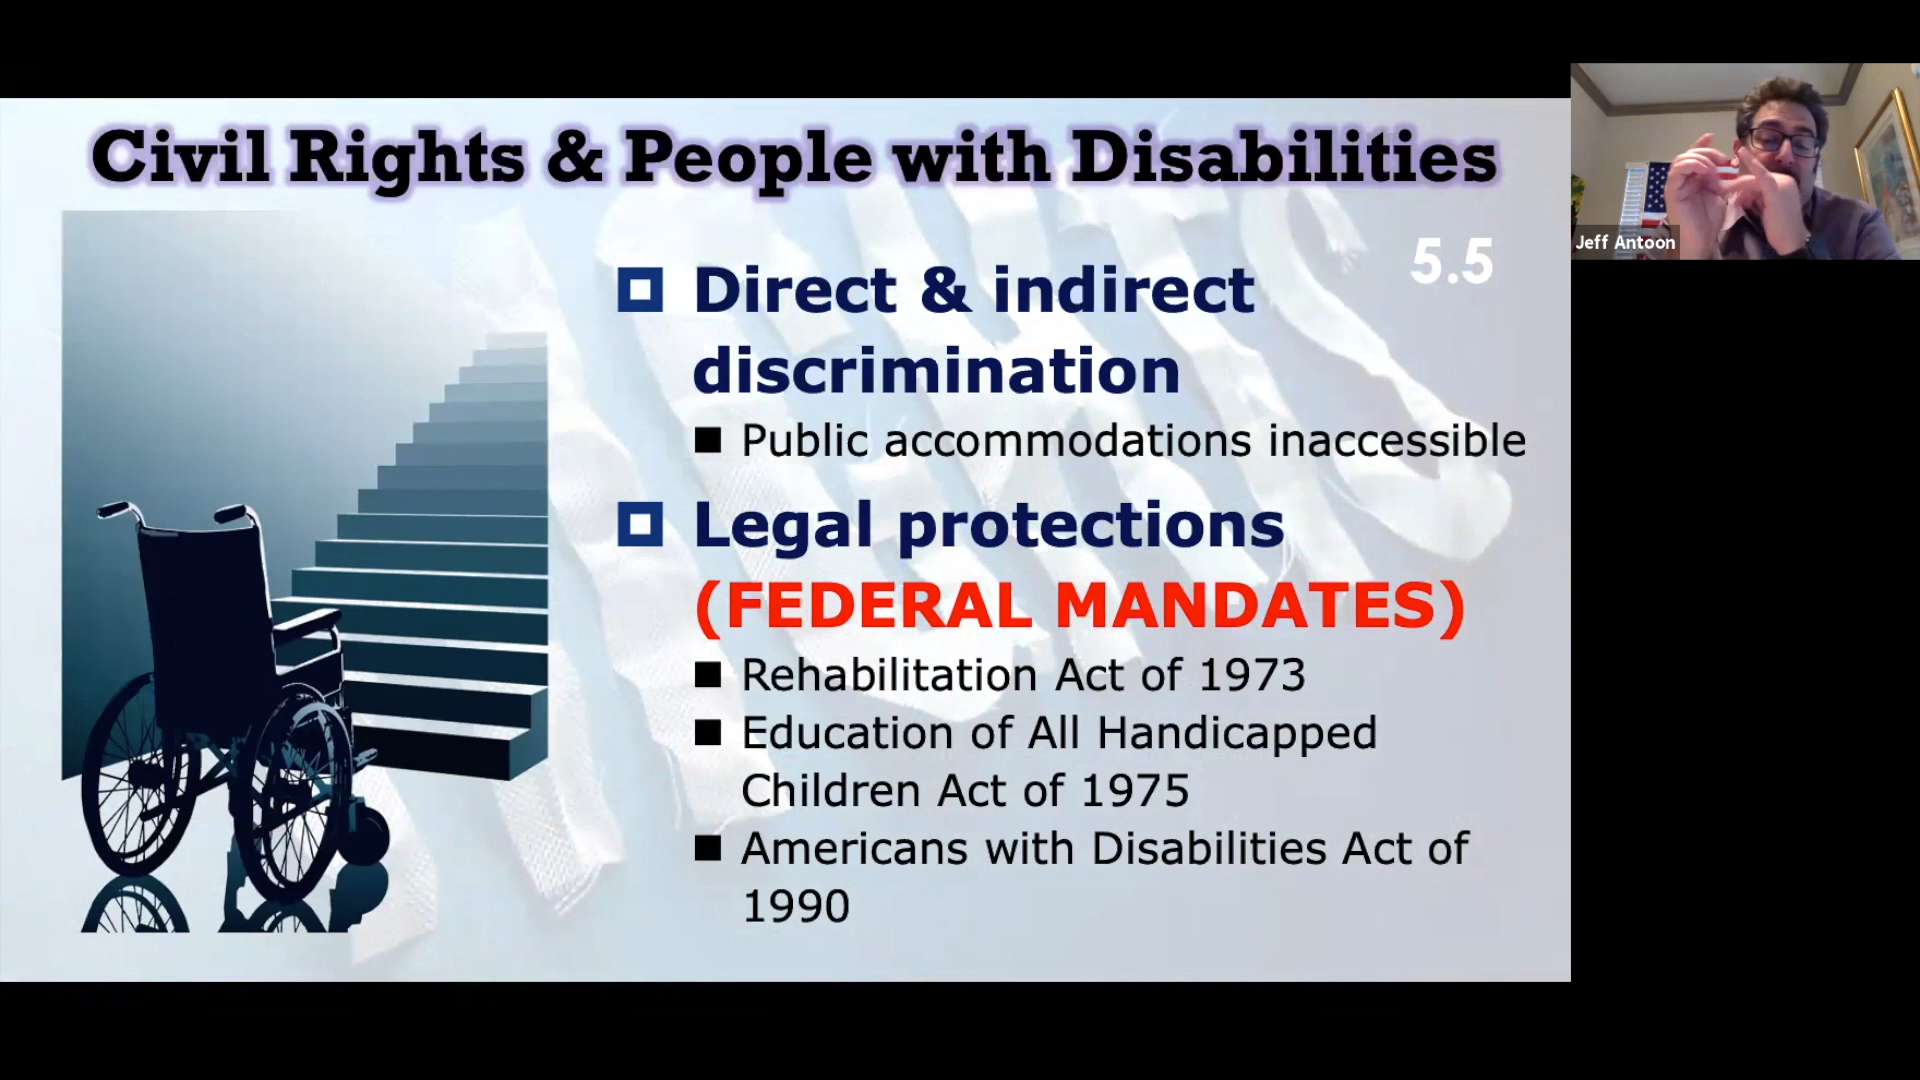 Civil Rights & People with Disabilities
5.5
Direct & indirect
discrimination
Public accommodations inaccessible
Legal protections
(FEDERAL MANDATES)
Rehabilitation Act of 1973
Education of All Handicapped
Children Act of 1975
Americans with Disabilities Act of
1990
Jeff Antoon